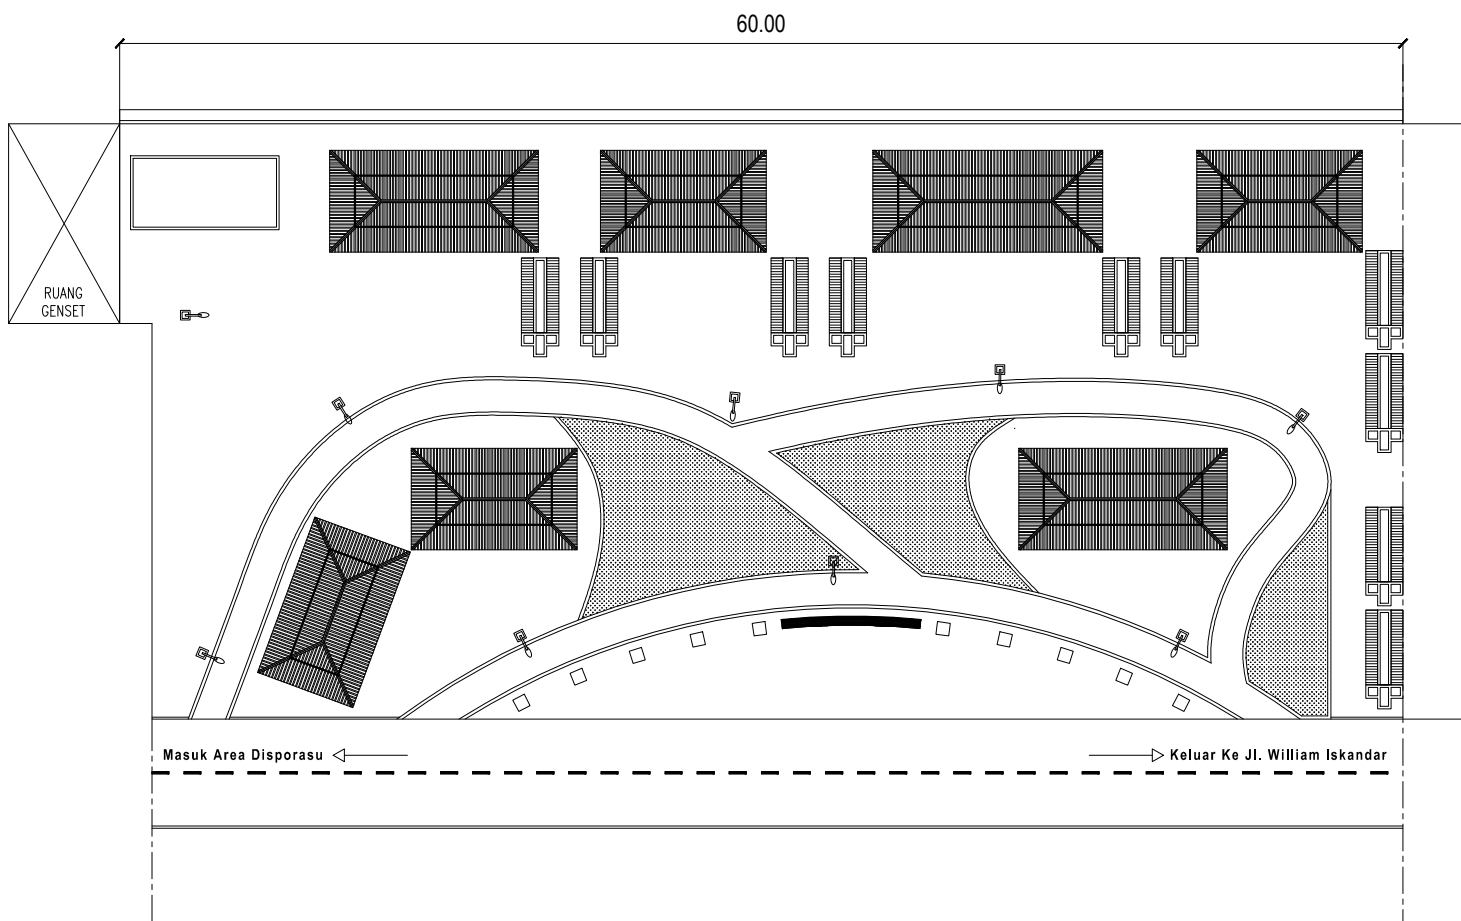 60.00
RUANG
GENSET
Masuk Area Disporasu
Keluar Ke Jl. William Iskandar